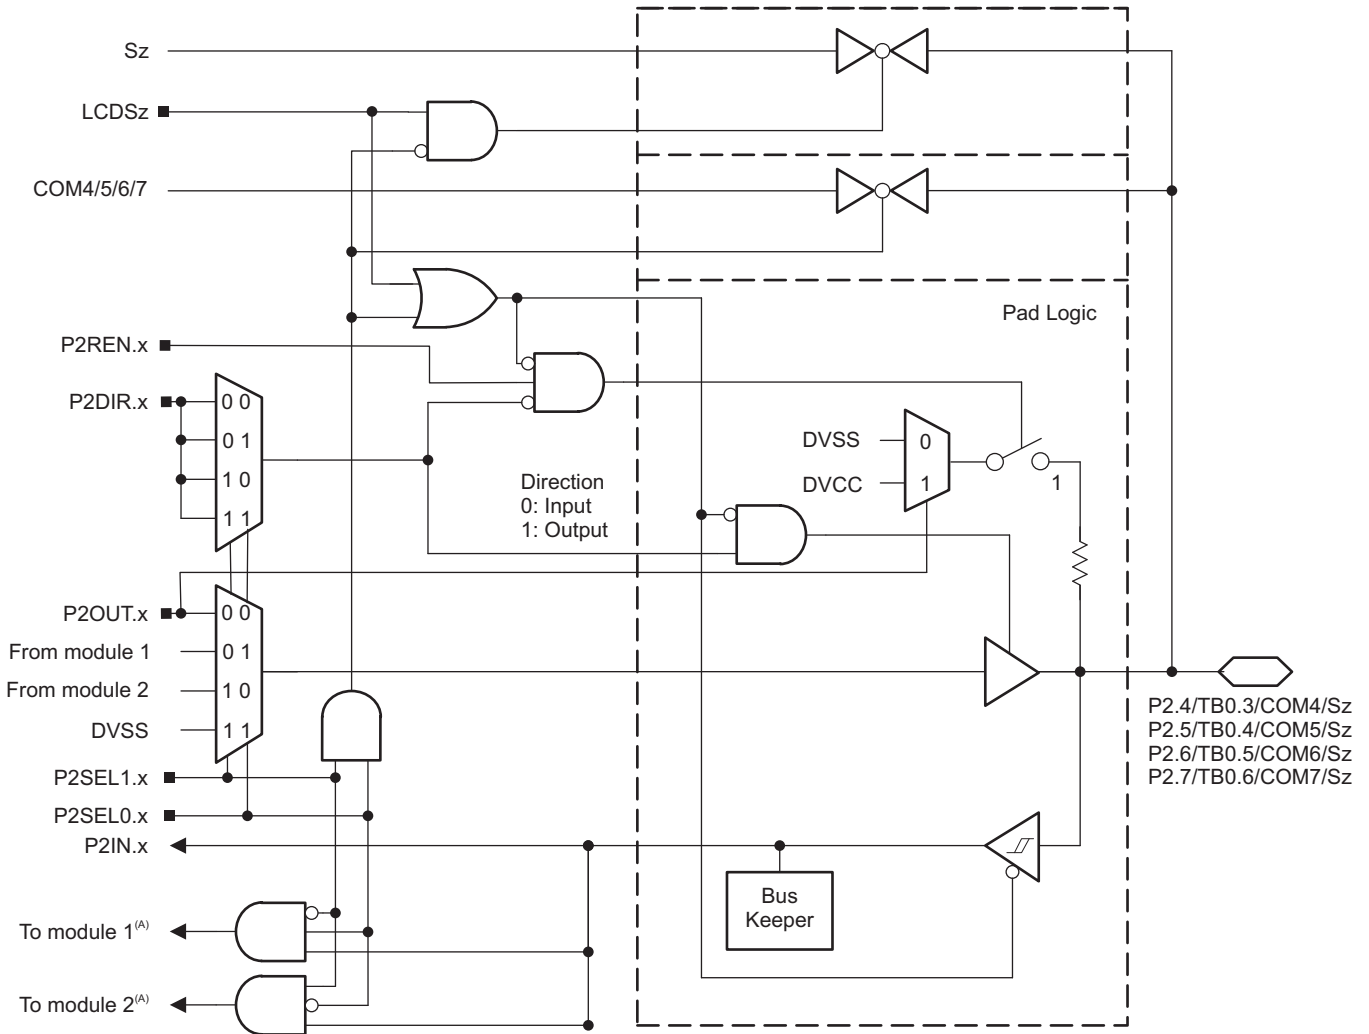 Sz
LCDSz
COM4/5/6/7
Pad Logic
P2REN.x
P2DIR.x
0 0
0 1
1 0
1 1
Direction
0: Input
1: Output
DVSS
DVCC
0
1
1
P2OUT.x
From module 1
From module 2
DVSS
0 0
0 1
1 0
1 1
P2SEL1.x
P2SEL0.x
P2IN.x
P2.4/TB0.3/COM4/Sz
P2.5/TB0.4/COM5/Sz
P2.6/TB0.5/COM6/Sz
P2.7/TB0.6/COM7/Sz
Bus
Keeper
To module 1(A)
To module 2(A)